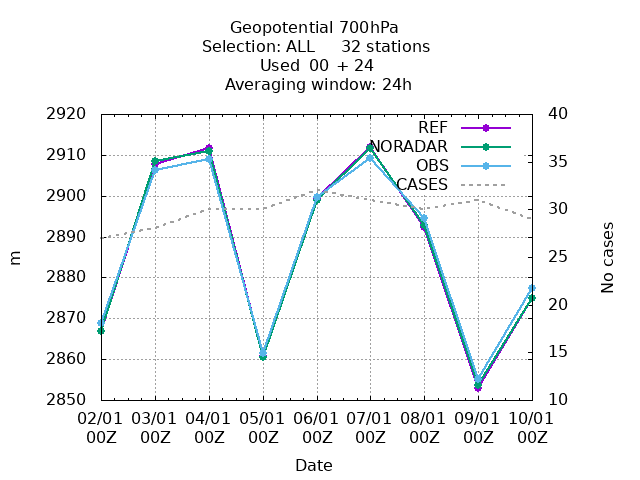 Geopotential 700hPa
Selection: ALL 32 stations
Used 00 + 24
Averaging window: 24h
REF
NORADAR
OBS
CASES
2920
2910
2900
2890
2880
2870
2860
2850
40
35
30
25
20
15
10
m
No cases
02/01 03/01 04/01 05/01 06/01 07/01 08/01 09/01 10/01
00Z 00Z 00Z 00Z 00Z 00Z 00Z 00Z 00Z
Date